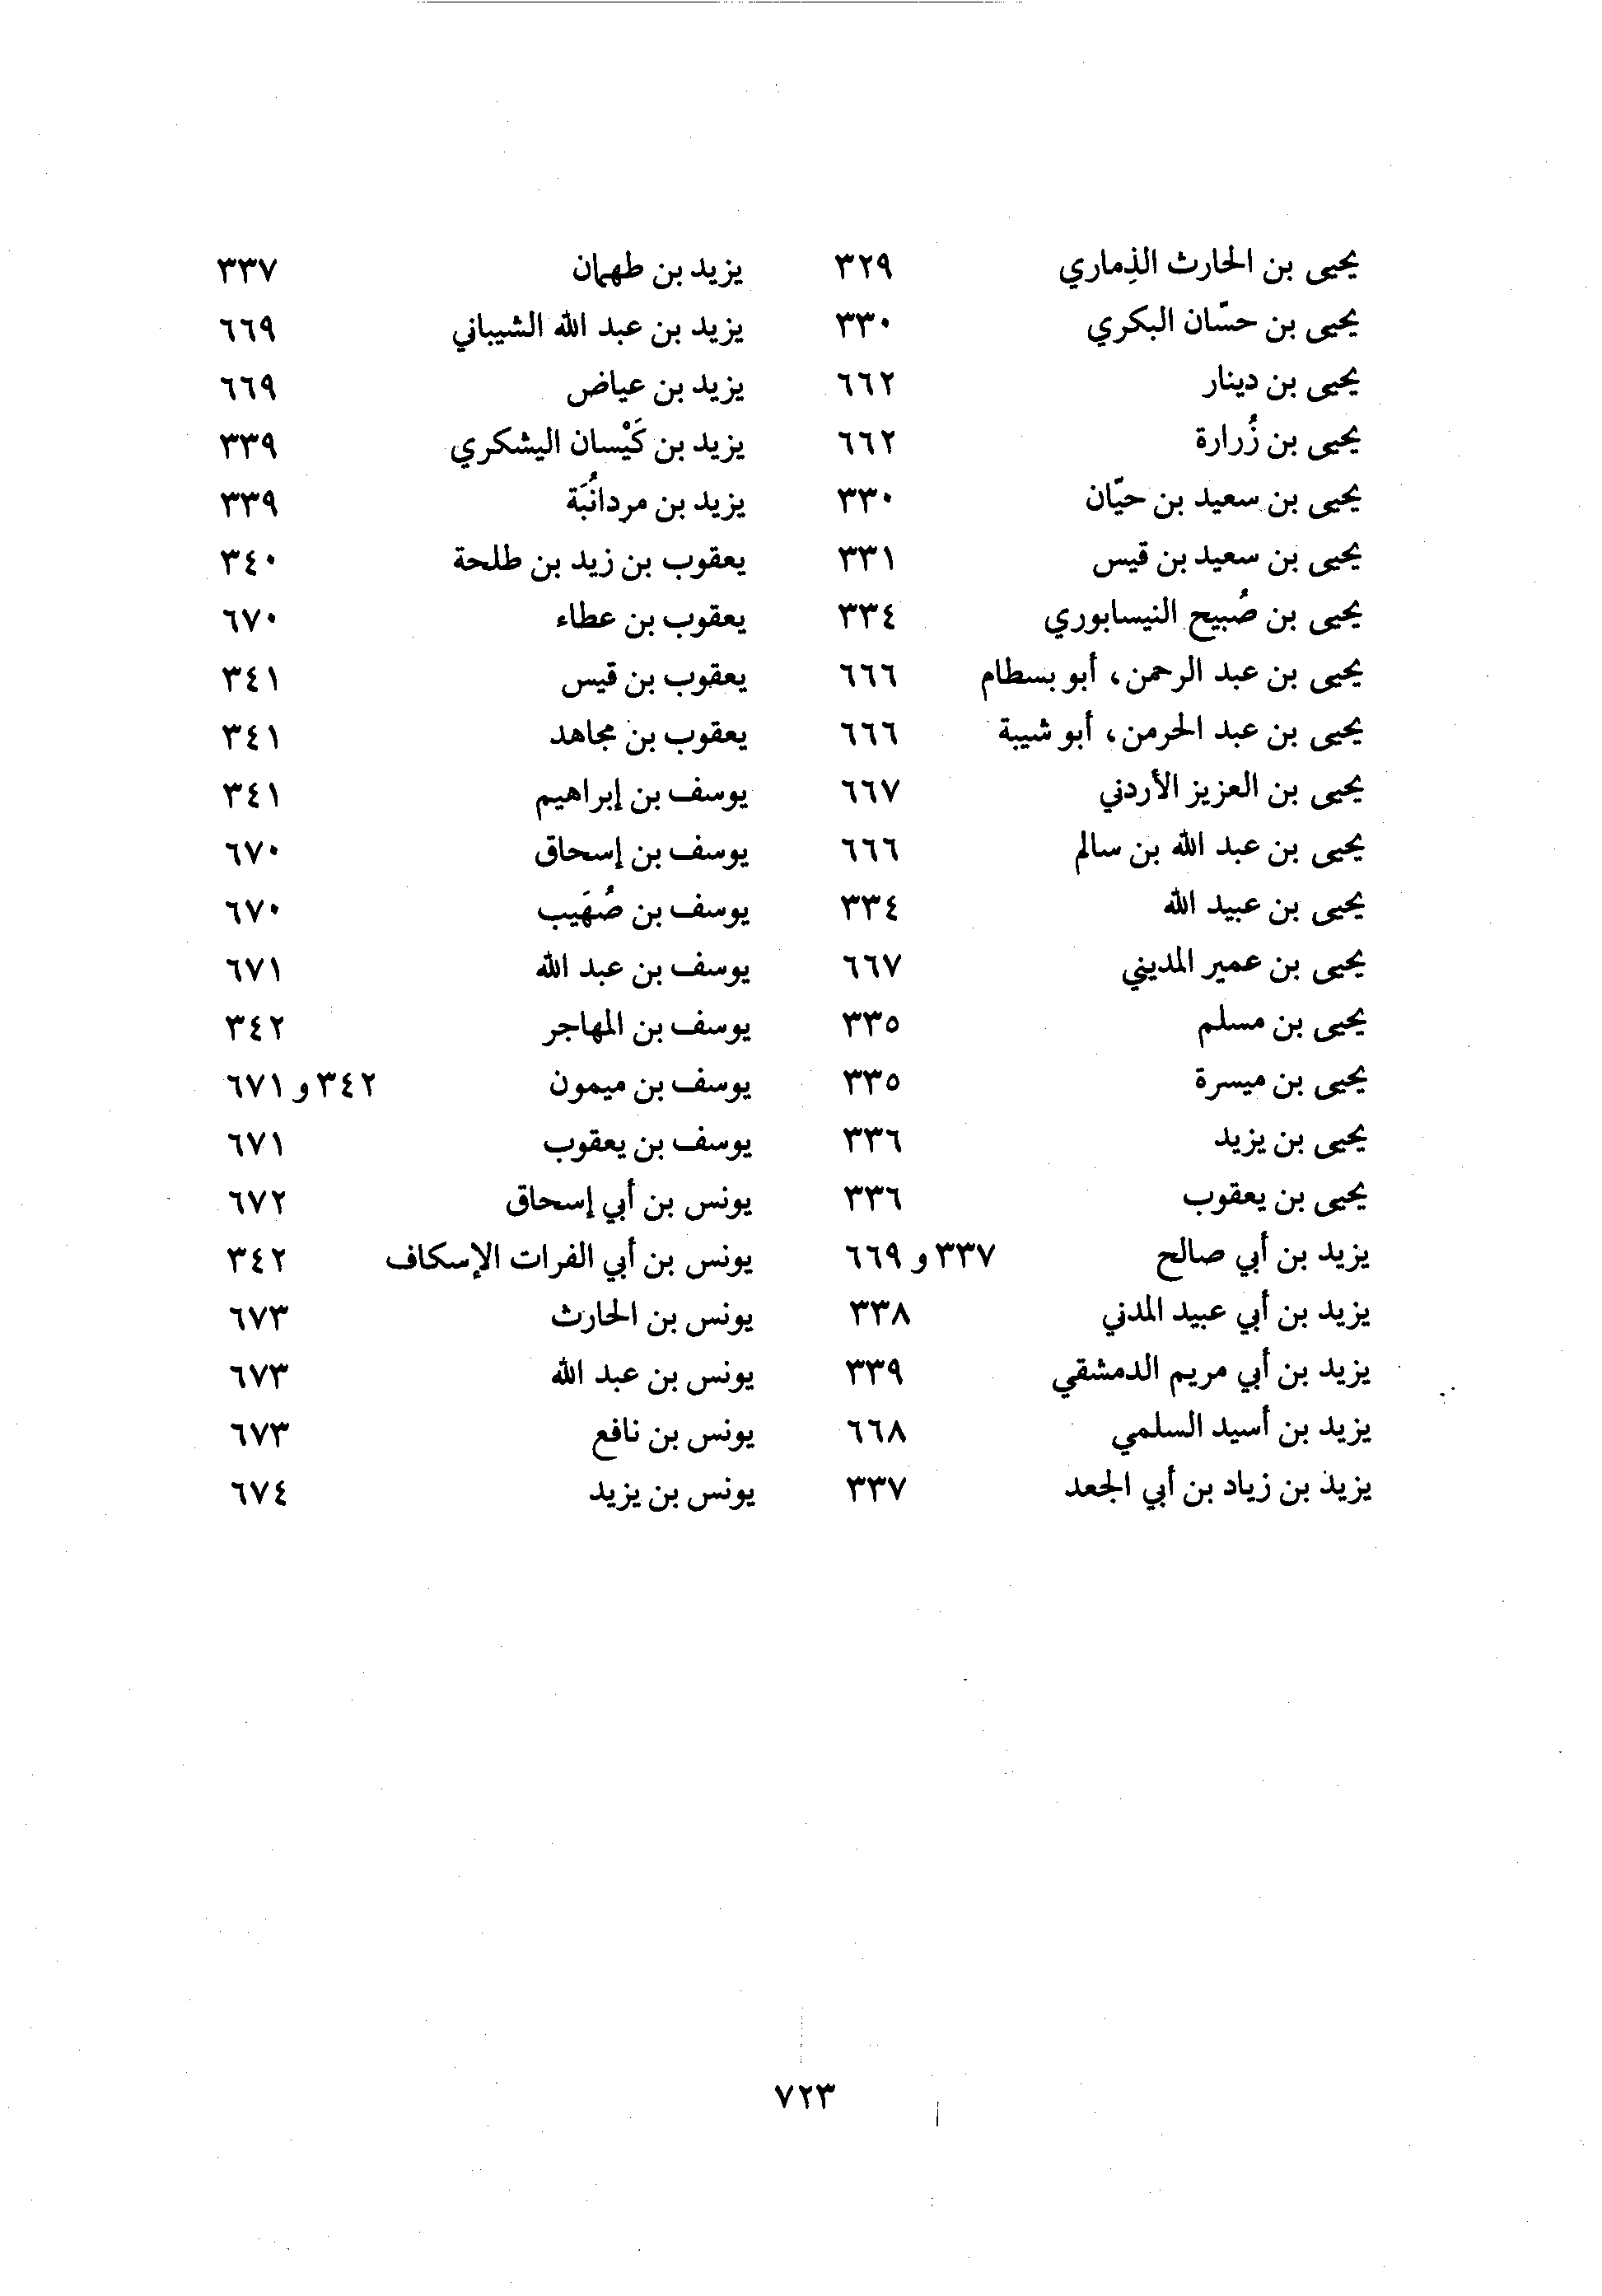 يحيى بن الحارث الذِماري ٣٢٩
يحيى بن حسّان البكري ٣٣٠
يحيى بن دينار ٦٦٢
يحيى بن زُرارة ٦٦٢
يحيى بن سعيد بن حيّان ٣٣٠
يحيى بن سعيد بن قيس ٣٣١
يحيى بن صُبيح النيسابوري ٣٣٤
يحيى بن عبد الرحمن، أبو بسطام ٦٦٦
يحيى بن عبد الحرمن، أبو شيبة ٦٦٦
يحيى بن العزيز الأردني ٦٦٧
يحيى بن عبد الله بن سالم ٦٦٦
يحيى بن عبيد الله ٣٣٤
يحيى بن عمير المديني ٦٦٧
يحيى بن مسلم ٣٣٥
يحيى بن ميسرة ٣٣٥
يحيى بن يزيد ٣٣٦
يحيى بن يعقوب ٣٣٦
يزيد بن أبي صالح ٣٣٧ و ٦٦٩
يزيد بن أبي عبيد المدني ٣٣٨
يزيد بن أبي مريم الدمشقي ٣٣٩
يزيد بن أسيد السلمي ٦٦٨
يزيد بن زياد بن أبي الجعد ٣٣٧
يزيد بن طهمان ٣٣٧
يزيد بن عبد الله الشيباني ٦٦٩
يزيد بن عياض ٦٦٩
يزيد بن كَيْسان اليشكري ٣٣٩
يزيد بن مردانُبَة ٣٣٩
يعقوب بن زيد بن طلحة ٣٤٠
يعقوب بن عطاء ٦٧٠
يعقوب بن قيس ٣٤١
يعقوب بن مجاهد ٣٤١
يوسف بن إبراهيم ٣٤١
يوسف بن إسحاق ٦٧٠
يوسف بن صُهَيب ٦٧٠
يوسف بن عبد الله ٦٧١
يوسف بن المهاجر ٣٤٢
يوسف بن ميمون ٣٤٢ و ٦٧١
يوسف بن يعقوب ٦٧١
يونس بن أبي إسحاق ٦٧٢
يونس بن أبي الفرات الإسكاف ٣٤٢
يونس بن الحارث ٦٧٣
يونس بن عبد الله ٦٧٣
يونس بن نافع ٦٧٣
يونس بن يزيد ٦٧٤
٧٢٣